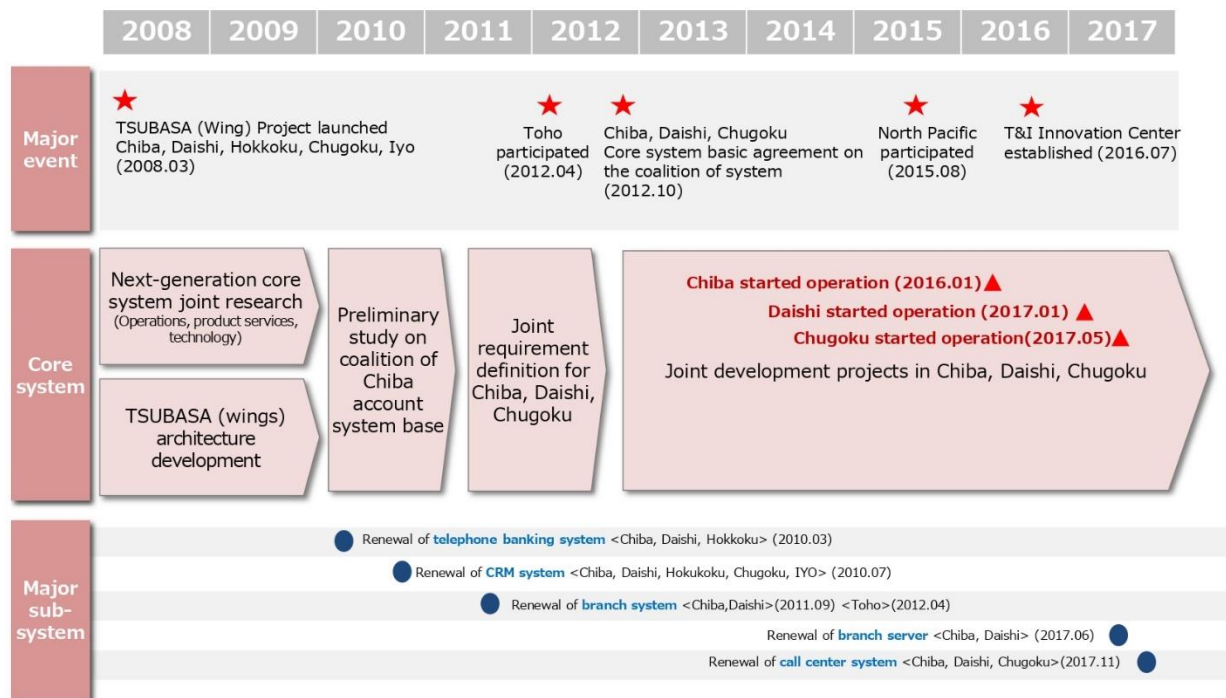 2008 2009 2010 2011 2012 2013 2014 2015 2016 2017
Major
event
TSUBASA (Wing) Project launched
Chiba, Daishi, Hokkoku, Chugoku, Iyo
(2008.03)
Toho
participated
(2012.04)
Chiba, Daishi, Chugoku
Core system basic agreement on
the coalition of system
(2012.10)
North Pacific
participated
(2015.08)
T&I Innovation Center
established (2016.07)
Core
system
Next-generation core
system joint research
(Operations, product services,
technology)
TSUBASA (wings)
architecture
development
Preliminary
study on
coalition of
Chiba
account
system base
Joint
requirement
definition for
Chiba, Daishi,
Chugoku
Chiba started operation (2016.01)
Daishi started operation (2017.01)
Chugoku started operation(2017.05)
Joint development projects in Chiba, Daishi, Chugoku
Major
sub-
system
Renewal of telephone banking system <Chiba, Daishi, Hokkoku> (2010.03)
Renewal of CRM system <Chiba, Daishi, Hokukoku, Chugoku, IYO> (2010.07)
Renewal of branch system <Chiba,Daishi>(2011.09) <Toho>(2012.04)
Renewal of branch server <Chiba, Daishi> (2017.06)
Renewal of call center system <Chiba, Daishi, Chugoku>(2017.11)